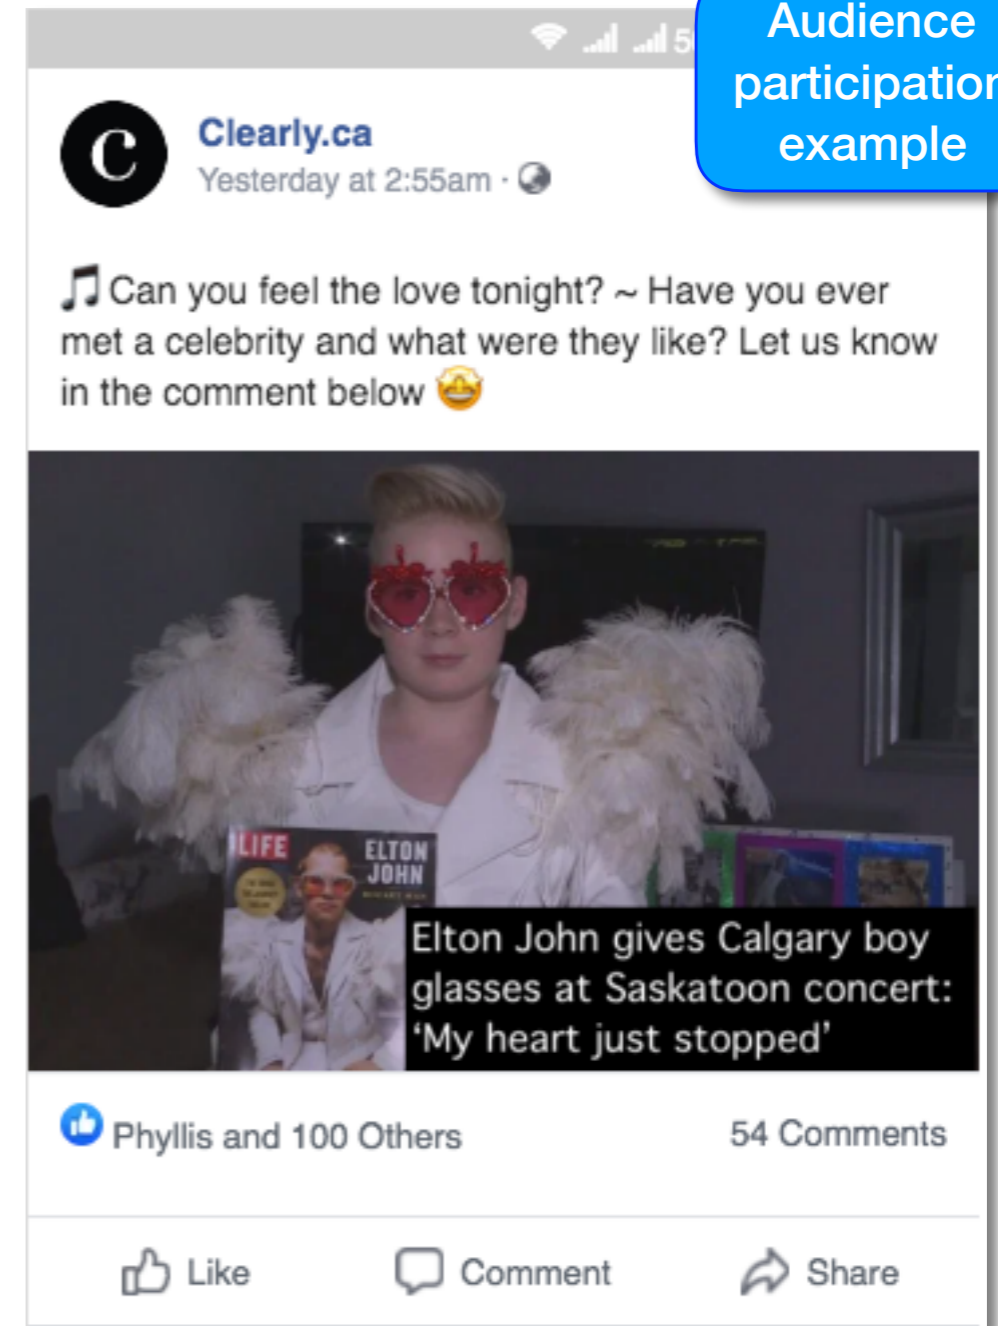 Audience
participation
example
C
Clearly.ca
Yesterday at 2:55am ·
Can you feel the love tonight? ~ Have you ever
met a celebrity and what were they like? Let us know
in the comment below
LIFE
ELTON
JOHN
Elton John gives Calgary boy
glasses at Saskatoon concert:
‘My heart just stopped’
Phyllis and 100 Others
54 Comments
Like
Comment
Share